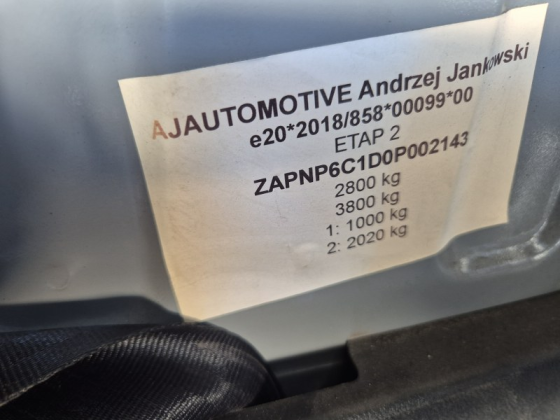 AJAUTOMOTIVE Andrzej Jankowski
e20*2018/858*00099*00
ETAP 2
ZAPNP6C1D0P002143
2800 kg
3800 kg
1: 1000 kg
2: 2020 kg